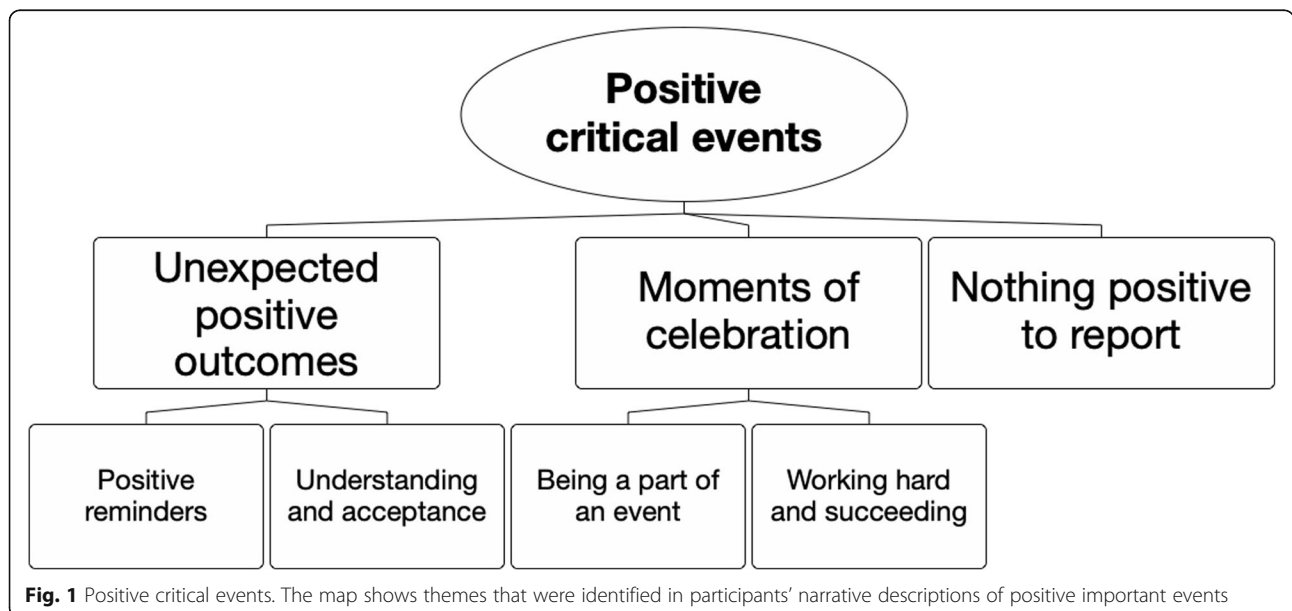 Positive
critical events
Unexpected
positive
outcomes
Moments of
celebration
Nothing positive
to report
Positive
reminders
Understanding
and acceptance
Being a part of
an event
Working hard
and succeeding
Fig. 1 Positive critical events. The map shows themes that were identified in participants’ narrative descriptions of positive important events